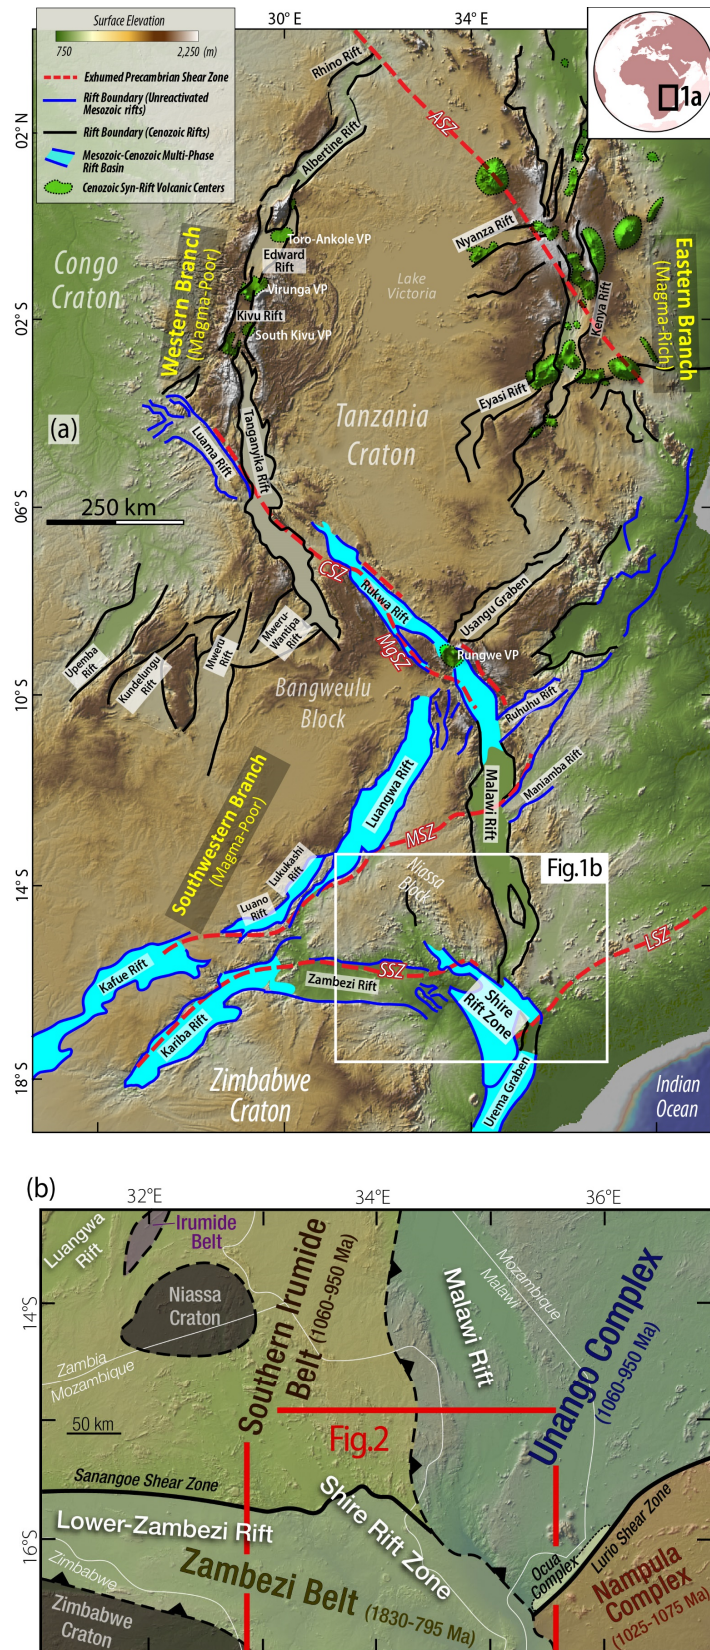 Surface Elevation
750
2,250 (m)
Exhumed Precambrian Shear Zone
Rift Boundary (Unreactivated
Mesozoic rifts)
Rift Boundary (Cenozoic Rifts)
Mesozoic-Cenozoic Multi-Phase
Rift Basin
Cenozoic Syn-Rift Volcanic Centers
30° E
34° E
1a
02° N
Rhino Rift
ASZ
Albertine Rift
Toro-Ankole VP
Nyanza Rift
Edward
Rift
Congo
Craton
Western Branch
(Magma-Poor)
Virunga VP
Lake
Victoria
Kenya Rift
Eastern Branch
(Magma-Rich)
02° S
Kivu Rift
South Kivu VP
Eyasi Rift
(a)
Luama Rift
Tanganyika Rift
Tanzania
Craton
250 km
06° S
CSZ
Rukwa Rift
Usangu Graben
MgSZ
Rungwe VP
Upemba
Rift
Kundelungu
Rift
Mweru
Rift
Mweru-
Wantipa
Rift
Bangweulu
Block
10° S
Ruhuhu Rift
Maniamba Rift
Malawi Rift
Luangwa Rift
Southwestern Branch
(Magma-Poor)
MSZ
Fig.1b
14° S
Lukukashi
Rift
Luano
Rift
Niassa
Block
LSZ
Kafue Rift
SSZ
Zambezi Rift
Shire
Rift Zone
Kariba Rift
18° S
Zimbabwe
Craton
Urema Graben
Indian
Ocean
(b)
32°E
34°E
36°E
Luangwa
Rift
Irumide
Belt
Niassa
Craton
Southern Irumide
Belt (1060-950 Ma)
Malawi Rift
Mozambique
Malawi
Unango Complex
(1060-950 Ma)
14°S
Zambia
Mozambique
50 km
Fig.2
Sanangoe Shear Zone
Lower-Zambezi Rift
Shire Rift Zone
16°S
Zambezi Belt
(1830-795 Ma)
Zimbabwe
Zimbabwe
Craton
Ocua
Complex
Lurio Shear Zone
Nampula
Complex
(1025-1075 Ma)